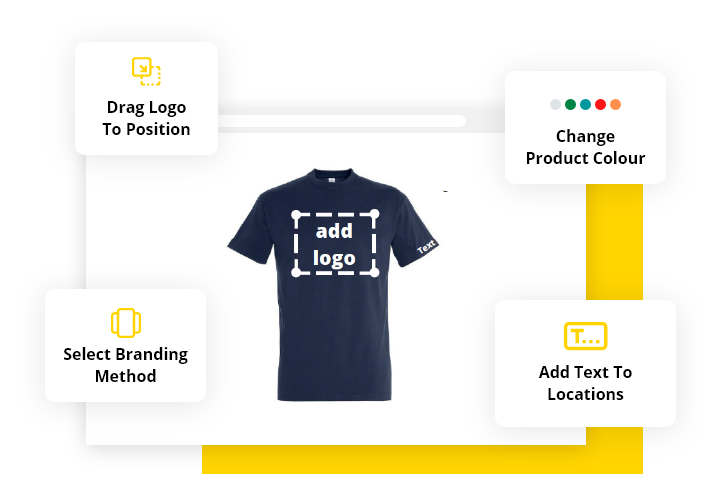 Drag Logo
To Position
Change
Product Colour
add
logo
Text
Select Branding
Method
T...
Add Text To
Locations